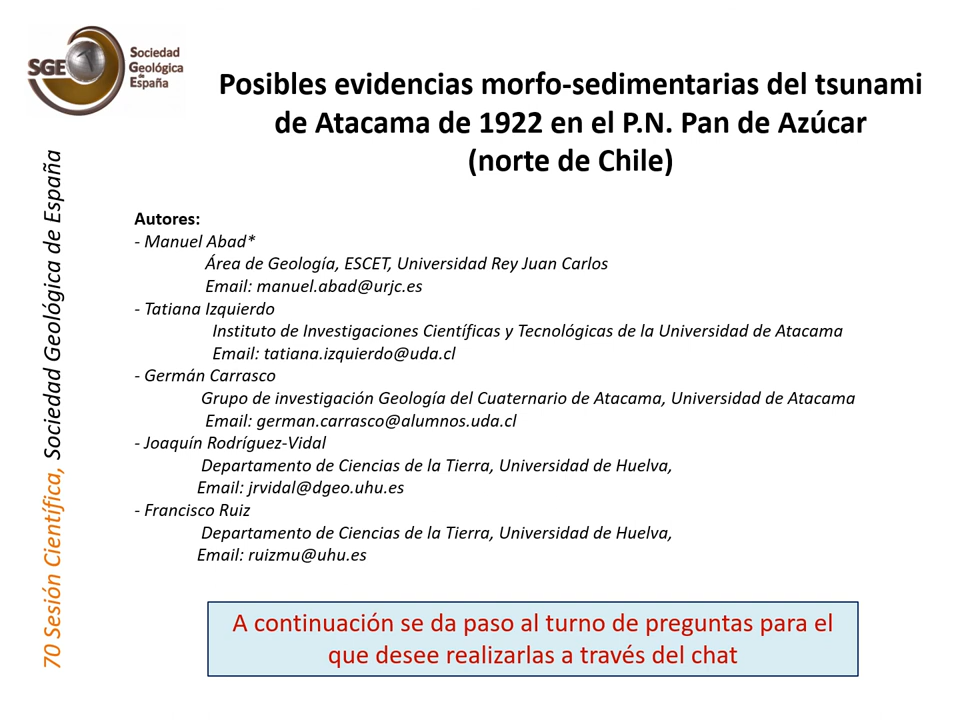 SGE
Sociedad
Geológica
de
España
Posibles evidencias morfo-sedimentarias del tsunami
de Atacama de 1922 en el P.N. Pan de Azúcar
(norte de Chile)
70 Sesión Científica, Sociedad Geológica de España
Autores:
- Manuel Abad*
Área de Geología, ESCET, Universidad Rey Juan Carlos
Email: manuel.abad@urjc.es
- Tatiana Izquierdo
Instituto de Investigaciones Científicas y Tecnológicas de la Universidad de Atacama
Email: tatiana.izquierdo@uda.cl
- Germán Carrasco
Grupo de investigación Geología del Cuaternario de Atacama, Universidad de Atacama
Email: german.carrasco@alumnos.uda.cl
- Joaquín Rodríguez-Vidal
Departamento de Ciencias de la Tierra, Universidad de Huelva,
Email: jrvidal@dgeo.uhu.es
- Francisco Ruiz
Departamento de Ciencias de la Tierra, Universidad de Huelva,
Email: ruizmu@uhu.es
A continuación se da paso al turno de preguntas para el
que desee realizarlas a través del chat